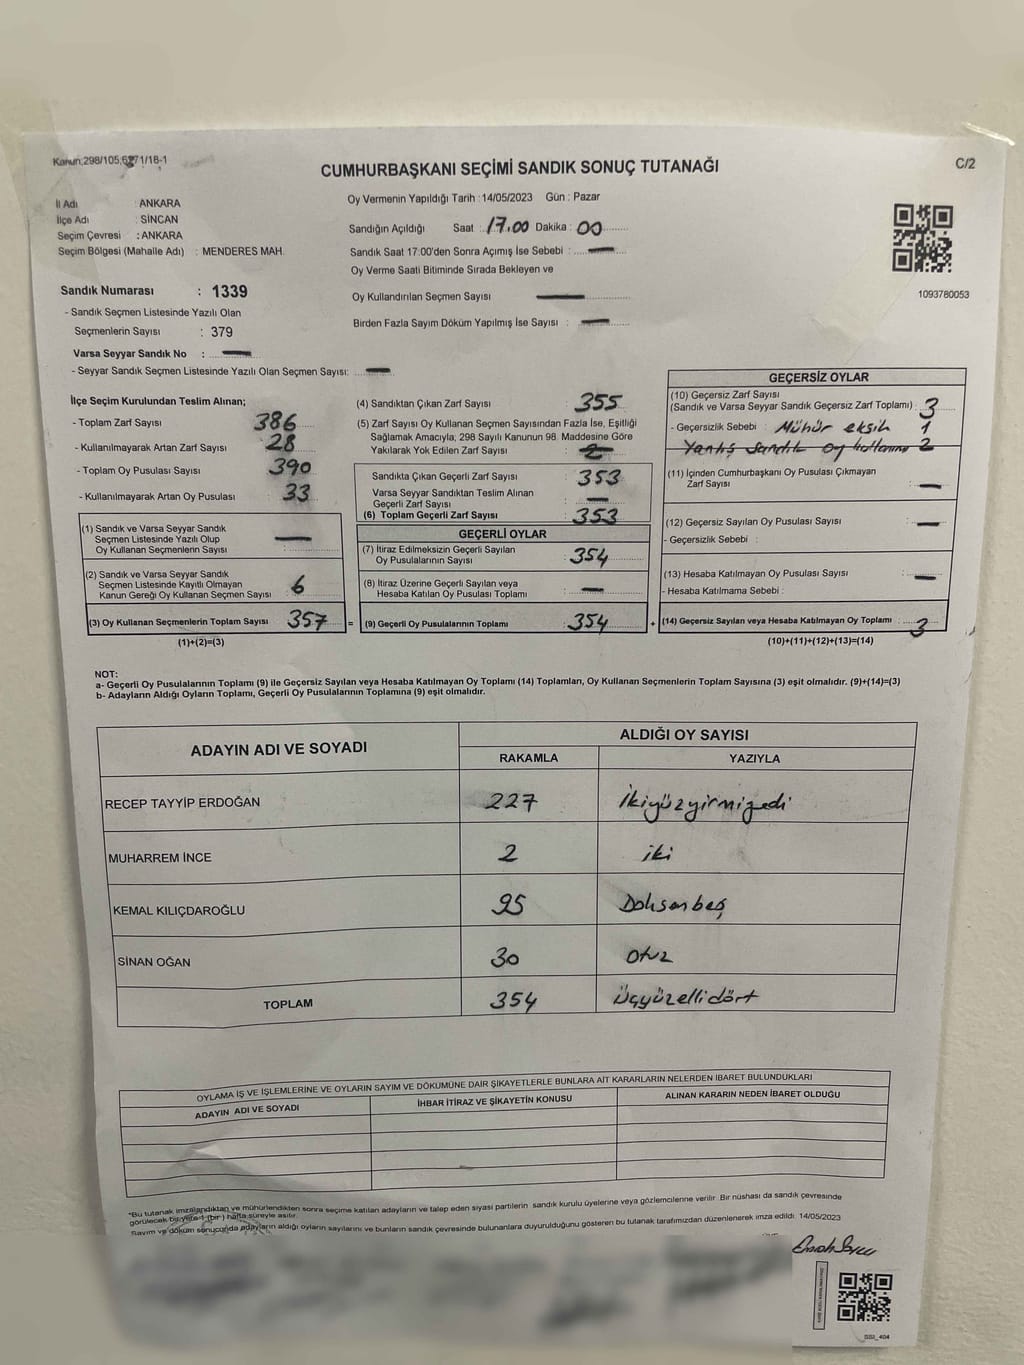 Kanun;298/105;6271/18-1
C/2
CUMHURBAŞKANI SEÇİMİ SANDIK SONUÇ TUTANAĞI
İl Adı : ANKARA
İlçe Adı : SİNCAN
Seçim Çevresi : ANKARA
Seçim Bölgesi (Mahalle Adı) : MENDERES MAH.
Oy Vermenin Yapıldığı Tarih : 14/05/2023 Gün : Pazar
Sandığın Açıldığı Saat : 17.00 Dakika : 00
Sandık Saat 17:00'den Sonra Açımış İse Sebebi : —
Oy Verme Saati Bitiminde Sırada Bekleyen ve
Oy Kullandırılan Seçmen Sayısı —
Birden Fazla Sayım Döküm Yapılmış İse Sayısı : —
1093780053
Sandık Numarası : 1339
- Sandık Seçmen Listesinde Yazılı Olan
Seçmenlerin Sayısı : 379
Varsa Seyyar Sandık No : —
- Seyyar Sandık Seçmen Listesinde Yazılı Olan Seçmen Sayısı: —
İlçe Seçim Kurulundan Teslim Alınan;
- Toplam Zarf Sayısı 386
- Kullanılmayarak Artan Zarf Sayısı 28
- Toplam Oy Pusulası Sayısı 390
- Kullanılmayarak Artan Oy Pusulası 33
(1) Sandık ve Varsa Seyyar Sandık
Seçmen Listesinde Yazılı Olup
Oy Kullanan Seçmenlerin Sayısı : —
(2) Sandık ve Varsa Seyyar Sandık
Seçmen Listesinde Kayıtlı Olmayan
Kanun Gereği Oy Kullanan Seçmen Sayısı : 6
(3) Oy Kullanan Seçmenlerin Toplam Sayısı 357 =
(1)+(2)=(3)
(4) Sandıktan Çıkan Zarf Sayısı 355
(5) Zarf Sayısı Oy Kullanan Seçmen Sayısından Fazla İse, Eşitliği
Sağlamak Amacıyla; 298 Sayılı Kanunun 98. Maddesine Göre
Yakılarak Yok Edilen Zarf Sayısı : 2
Sandıkta Çıkan Geçerli Zarf Sayısı : 353
Varsa Seyyar Sandıktan Teslim Alınan
Geçerli Zarf Sayısı —
(6) Toplam Geçerli Zarf Sayısı : 353
GEÇERLİ OYLAR
(7) İtiraz Edilmeksizin Geçerli Sayılan
Oy Pusulalarının Sayısı : 354
(8) İtiraz Üzerine Geçerli Sayılan veya
Hesaba Katılan Oy Pusulası Toplamı : —
(9) Geçerli Oy Pusulalarının Toplamı : 354 +
GEÇERSİZ OYLAR
(10) Geçersiz Zarf Sayısı
(Sandık ve Varsa Seyyar Sandık Geçersiz Zarf Toplamı) : 3
- Geçersizlik Sebebi : Mühür eksik 1
Yanlış sandık oy kullanımı 2
(11) İçinden Cumhurbaşkanı Oy Pusulası Çıkmayan
Zarf Sayısı : —
(12) Geçersiz Sayılan Oy Pusulası Sayısı : —
- Geçersizlik Sebebi :
(13) Hesaba Katılmayan Oy Pusulası Sayısı : —
- Hesaba Katılmama Sebebi :
(14) Geçersiz Sayılan veya Hesaba Katılmayan Oy Toplamı : 3
(10)+(11)+(12)+(13)=(14)
NOT:
a- Geçerli Oy Pusulalarının Toplamı (9) ile Geçersiz Sayılan veya Hesaba Katılmayan Oy Toplamı (14) Toplamları, Oy Kullanan Seçmenlerin Toplam Sayısına (3) eşit olmalıdır. (9)+(14)=(3)
b- Adayların Aldığı Oyların Toplamı, Geçerli Oy Pusulalarının Toplamına (9) eşit olmalıdır.
ADAYIN ADI VE SOYADI ALDIĞI OY SAYISI
RAKAMLA YAZIYLA
RECEP TAYYİP ERDOĞAN 227 ikiyüzyirmiyedi
MUHARREM İNCE 2 iki
KEMAL KILIÇDAROĞLU 95 Doksanbeş
SİNAN OĞAN 30 Otuz
TOPLAM 354 Üçyüzellidört
OYLAMA İŞ VE İŞLEMLERİNE VE OYLARIN SAYIM VE DÖKÜMÜNE DAİR ŞİKAYETLERLE BUNLARA AİT KARARLARIN NELERDEN İBARET BULUNDUKLARI
ADAYIN ADI VE SOYADI İHBAR İTİRAZ VE ŞİKAYETİN KONUSU ALINAN KARARIN NEDEN İBARET OLDUĞU
*Bu tutanak imzalandıktan ve mühürlendikten sonra seçime katılan adayların ve talep eden siyasi partilerin sandık kurulu üyelerine veya gözlemcilerine verilir. Bir nüshası da sandık çevresinde
görülecek bir yere 1 (bir) hafta süreyle asılır.
Sayım ve döküm sonucunda adayların aldığı oyların sayılarını ve bunların sandık çevresinde bulunanlara duyurulduğunu gösteren bu tutanak tarafımızdan düzenlenerek imza edildi. 14/05/2023
SSI_404